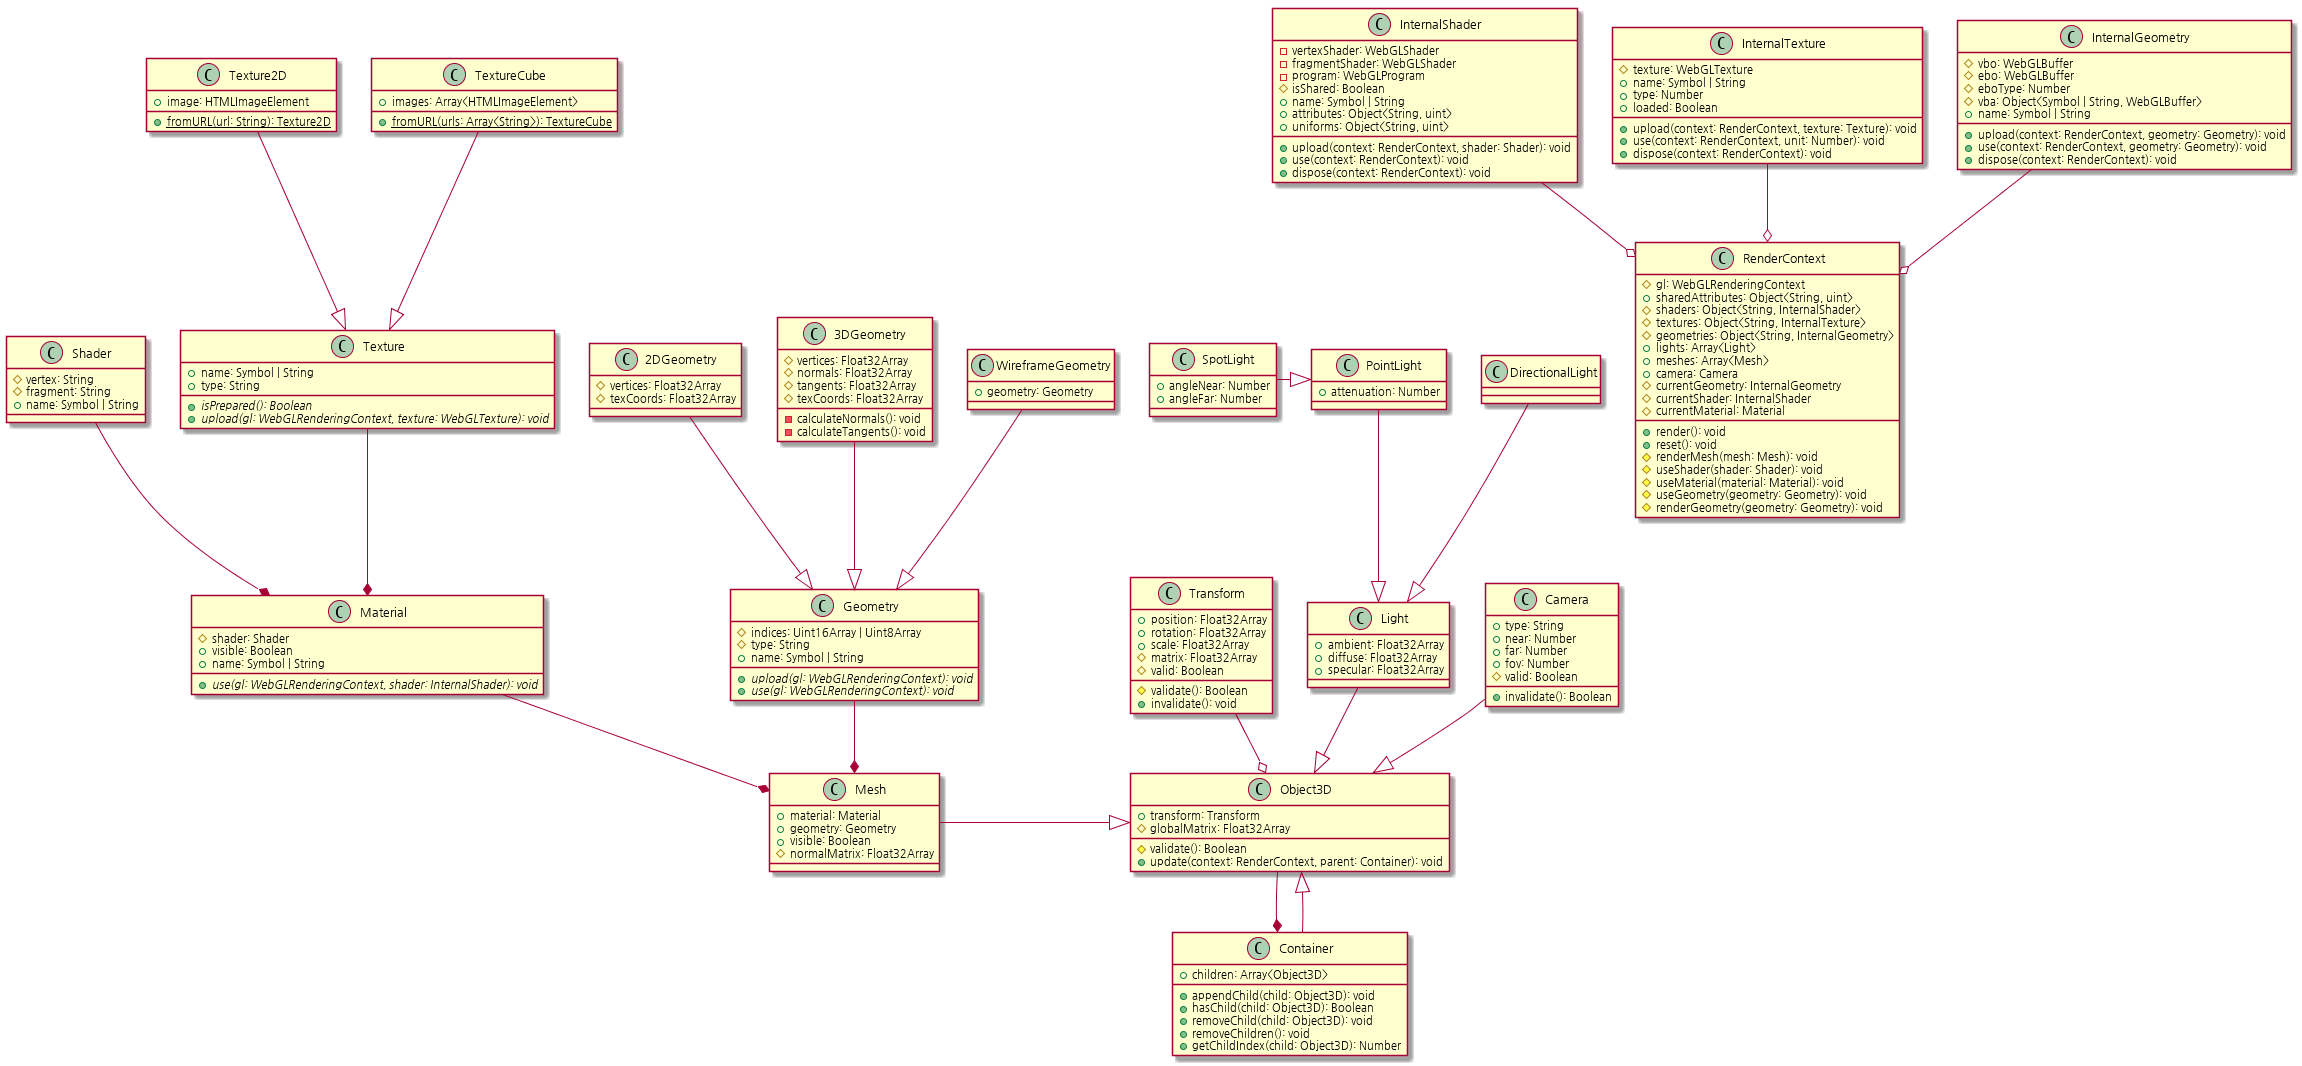 C InternalShader
vertexShader: WebGLShader
fragmentShader: WebGLShader
program: WebGLProgram
isShared: Boolean
name: Symbol | String
attributes: Object<String, uint>
uniforms: Object<String, uint>
upload(context: RenderContext, shader: Shader): void
use(context: RenderContext): void
dispose(context: RenderContext): void
C InternalTexture
texture: WebGLTexture
name: Symbol | String
type: Number
loaded: Boolean
upload(context: RenderContext, texture: Texture): void
use(context: RenderContext, unit: Number): void
dispose(context: RenderContext): void
C InternalGeometry
vbo: WebGLBuffer
ebo: WebGLBuffer
eboType: Number
vba: Object<Symbol | String, WebGLBuffer>
name: Symbol | String
upload(context: RenderContext, geometry: Geometry): void
use(context: RenderContext, geometry: Geometry): void
dispose(context: RenderContext): void
C Texture2D
image: HTMLImageElement
fromURL(url: String): Texture2D
C TextureCube
images: Array<HTMLImageElement>
fromURL(urls: Array<String>): TextureCube
C RenderContext
gl: WebGLRenderingContext
sharedAttributes: Object<String, uint>
shaders: Object<String, InternalShader>
textures: Object<String, InternalTexture>
geometries: Object<String, InternalGeometry>
lights: Array<Light>
meshes: Array<Mesh>
camera: Camera
currentGeometry: InternalGeometry
currentShader: InternalShader
currentMaterial: Material
render(): void
reset(): void
renderMesh(mesh: Mesh): void
useShader(shader: Shader): void
useMaterial(material: Material): void
useGeometry(geometry: Geometry): void
renderGeometry(geometry: Geometry): void
C Shader
vertex: String
fragment: String
name: Symbol | String
C Texture
name: Symbol | String
type: String
isPrepared(): Boolean
upload(gl: WebGLRenderingContext, texture: WebGLTexture): void
C 2DGeometry
vertices: Float32Array
texCoords: Float32Array
C 3DGeometry
vertices: Float32Array
normals: Float32Array
tangents: Float32Array
texCoords: Float32Array
calculateNormals(): void
calculateTangents(): void
C WireframeGeometry
geometry: Geometry
C SpotLight
angleNear: Number
angleFar: Number
C PointLight
attenuation: Number
C DirectionalLight
C Material
shader: Shader
visible: Boolean
name: Symbol | String
use(gl: WebGLRenderingContext, shader: InternalShader): void
C Geometry
indices: Uint16Array | Uint8Array
type: String
name: Symbol | String
upload(gl: WebGLRenderingContext): void
use(gl: WebGLRenderingContext): void
C Transform
position: Float32Array
rotation: Float32Array
scale: Float32Array
matrix: Float32Array
valid: Boolean
validate(): Boolean
invalidate(): void
C Light
ambient: Float32Array
diffuse: Float32Array
specular: Float32Array
C Camera
type: String
near: Number
far: Number
fov: Number
valid: Boolean
invalidate(): Boolean
C Mesh
material: Material
geometry: Geometry
visible: Boolean
normalMatrix: Float32Array
C Object3D
transform: Transform
globalMatrix: Float32Array
validate(): Boolean
update(context: RenderContext, parent: Container): void
C Container
children: Array<Object3D>
appendChild(child: Object3D): void
hasChild(child: Object3D): Boolean
removeChild(child: Object3D): void
removeChildren(): void
getChildIndex(child: Object3D): Number